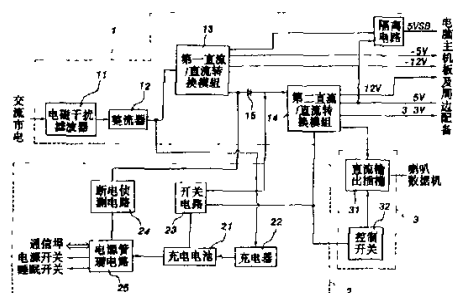 1
13
隔离
电路
5VSB
第一直流
/直流转
换模组
-5V
-12V
11
12
交流市电
电磁干扰
滤波器
整流器
15
14
第二直流
/直流转
换模组
12V
5V
3 3V
电脑主机板及周边配备
断电侦
测电路
24
开关
电路
23
直流输
出插槽
31
喇叭
数据机
32
3
控制
开关
通信埠
电源开关
睡眠开关
电源管
理电路
25
21
充电电池
22
充电器
2